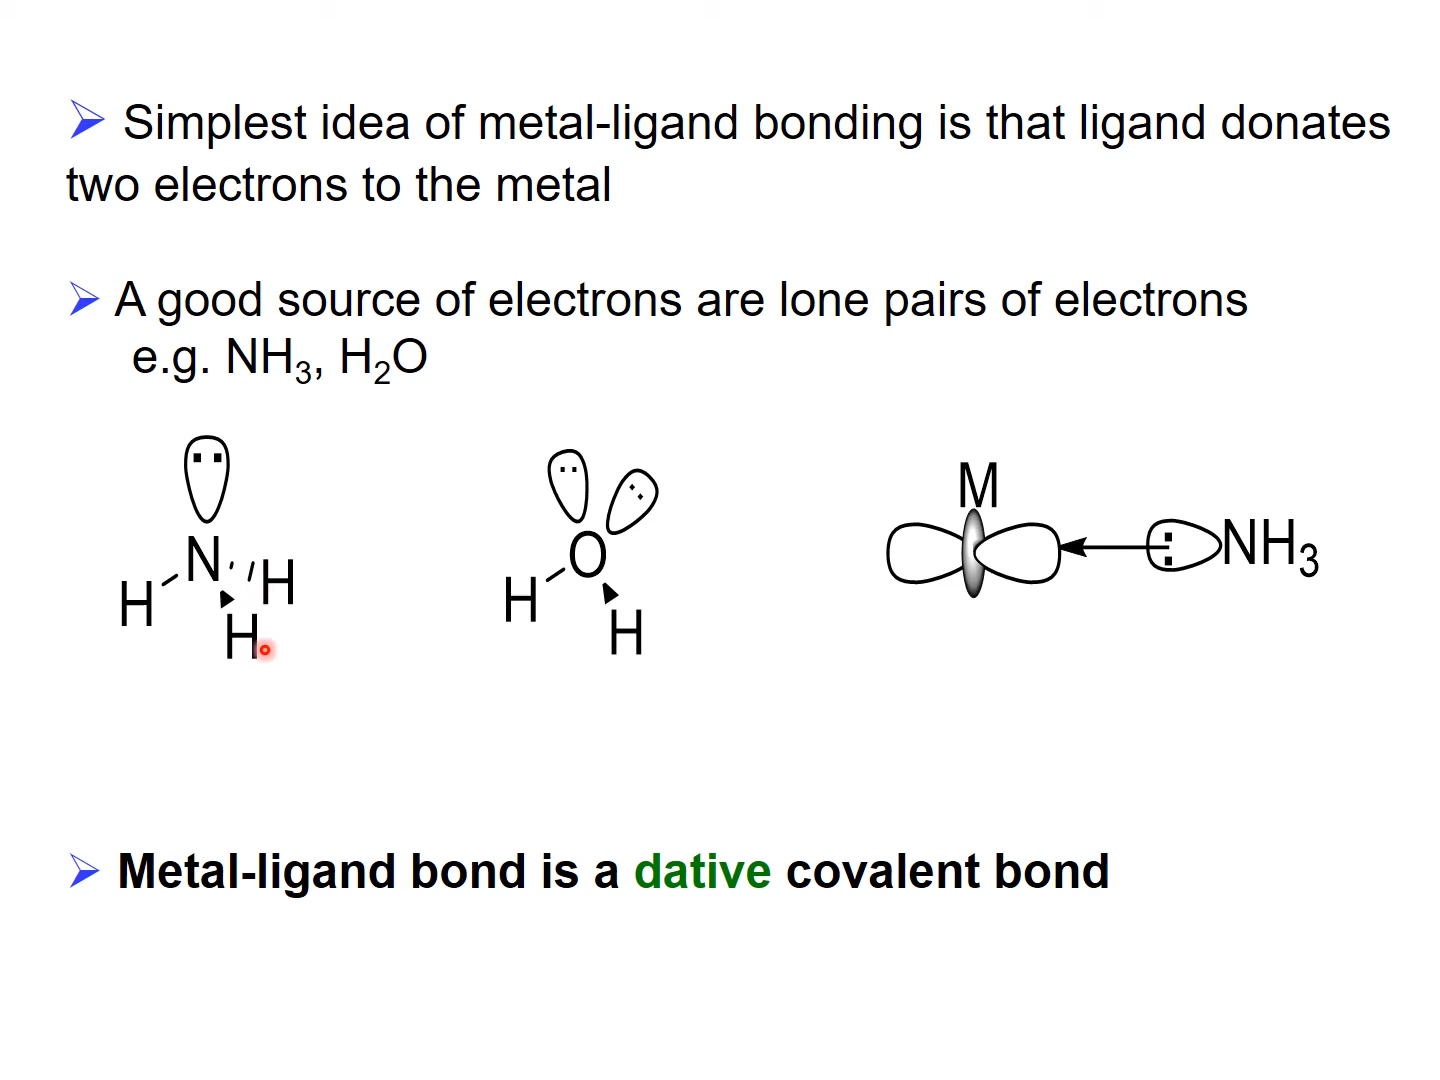 ➢ Simplest idea of metal-ligand bonding is that ligand donates
two electrons to the metal
➢ A good source of electrons are lone pairs of electrons
e.g. NH₃, H₂O
N
H
H
H
O
H
H
M
NH₃
➢ Metal-ligand bond is a dative covalent bond